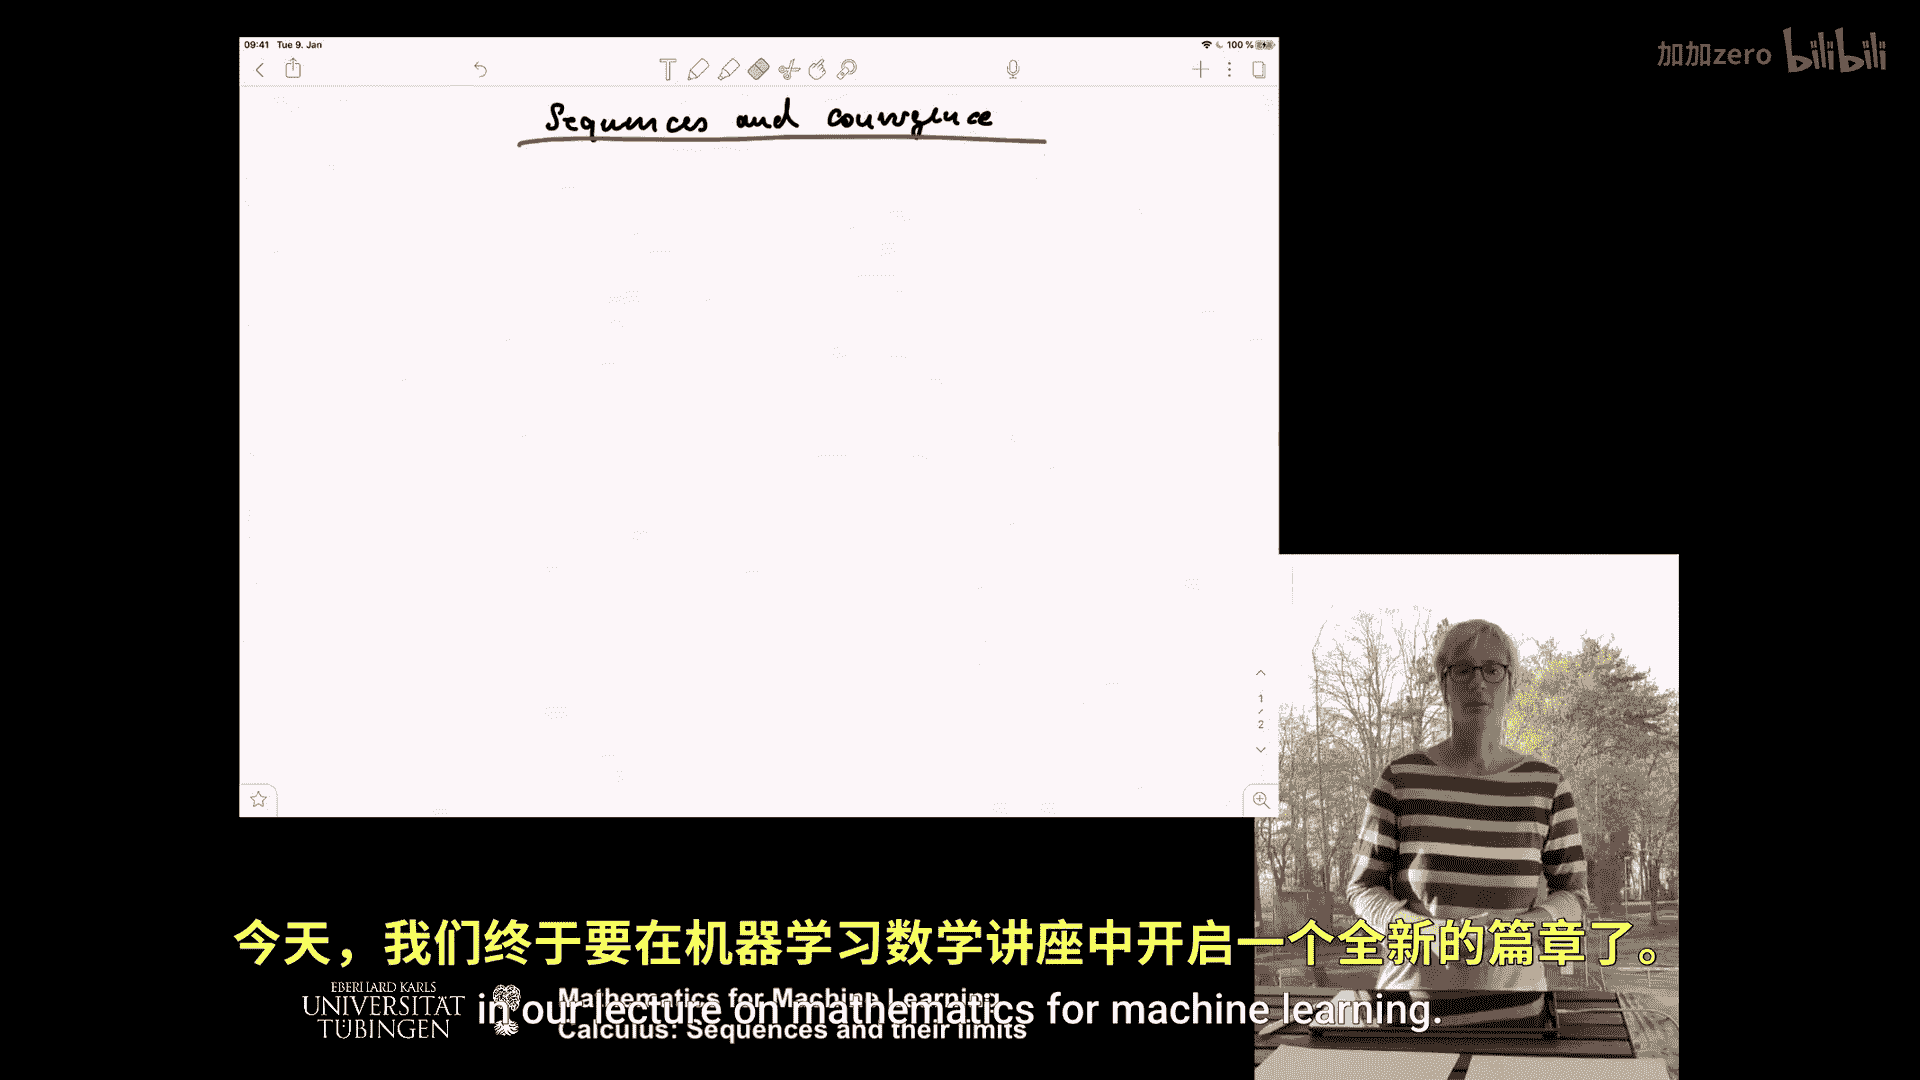 09:41 Tue 9. Jan
100 %
加加zero bilibili
T
Sequences and convergence
1
2
今天，我们终于要在机器学习数学讲座中开启一个全新的篇章了。
EBERHARD KARLS
UNIVERSITÄT
TÜBINGEN
Mathematics for Machine Learning
in our lecture on mathematics for machine learning.
Calculus: Sequences and their limits